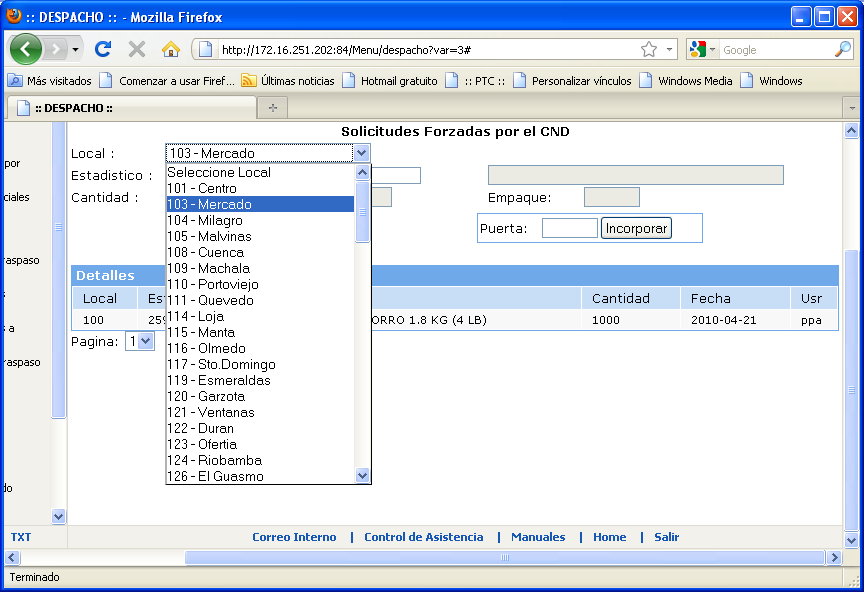 :: DESPACHO :: - Mozilla Firefox
http://172.16.251.202:84/Menu/despacho?var=3#
Google
Más visitados Comenzar a usar Firef... Últimas noticias Hotmail gratuito :: PTC :: Personalizar vínculos Windows Media Windows
:: DESPACHO ::
Solicitudes Forzadas por el CND
por
ciales
raspaso
s a
raspaso
TXT
Local : 103 - Mercado
Estadistico :
Cantidad : Empaque:
Puerta: Incorporar
Seleccione Local
101 - Centro
103 - Mercado
104 - Milagro
105 - Malvinas
108 - Cuenca
109 - Machala
110 - Portoviejo
111 - Quevedo
114 - Loja
115 - Manta
116 - Olmedo
117 - Sto.Domingo
119 - Esmeraldas
120 - Garzota
121 - Ventanas
122 - Duran
123 - Ofertia
124 - Riobamba
126 - El Guasmo
Detalles
Local Es Cantidad Fecha Usr
100 259 ORRO 1.8 KG (4 LB) 1000 2010-04-21 ppa
Pagina: 1
Correo Interno | Control de Asistencia | Manuales | Home | Salir
Terminado